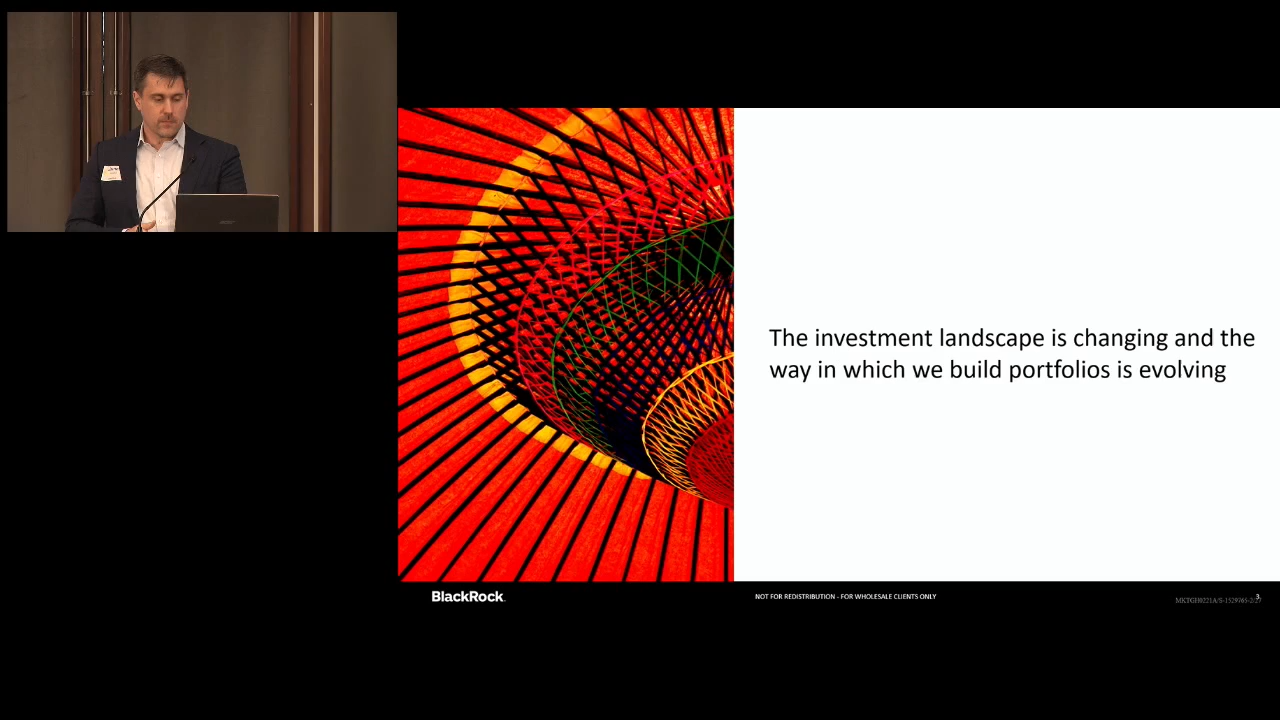 The investment landscape is changing and the
way in which we build portfolios is evolving
BlackRock.
NOT FOR REDISTRIBUTION - FOR WHOLESALE CLIENTS ONLY
3